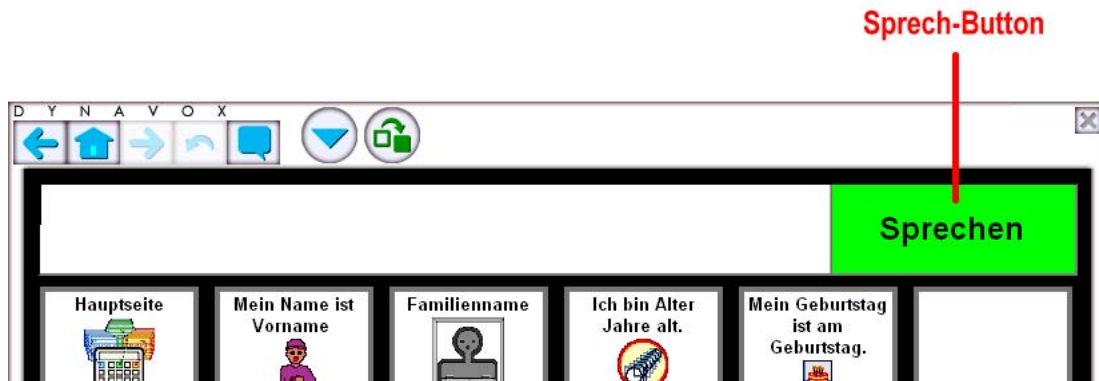 Sprech-Button
D Y N A V O X
Sprechen
Hauptseite
Mein Name ist
Vorname
Familienname
Ich bin Alter
Jahre alt.
Mein Geburtstag
ist am
Geburtstag.